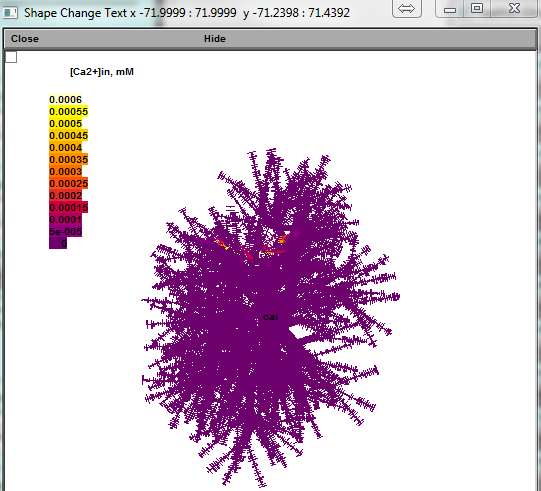 Shape Change Text x -71.9999 : 71.9999 y -71.2398 : 71.4392
Close Hide
[Ca2+]in, mM
0.0006
0.00055
0.0005
0.00045
0.0004
0.00035
0.0003
0.00025
0.0002
0.00015
0.0001
5e-005
0
cai